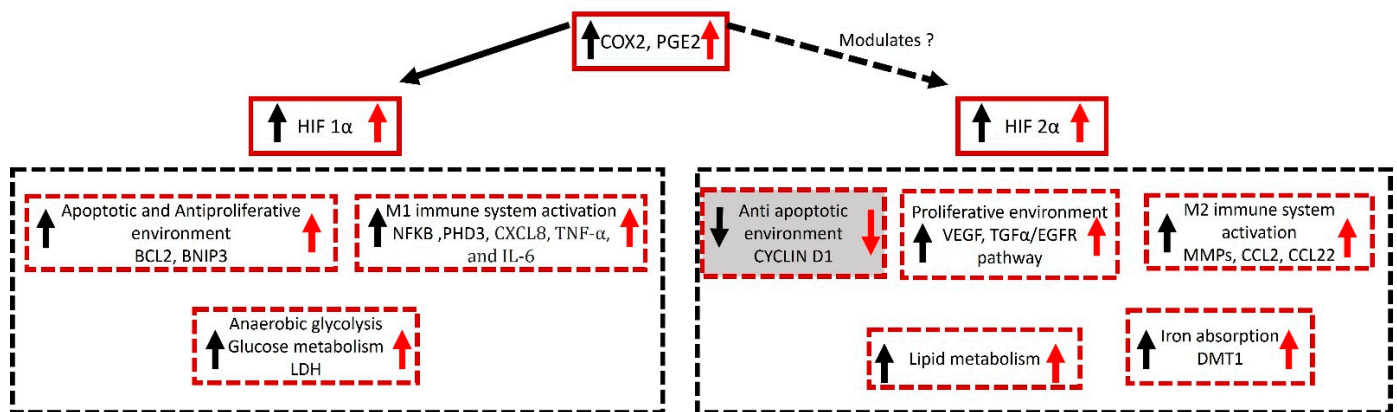 COX2, PGE2
Modulates ?
HIF 1α
HIF 2α
Apoptotic and Antiproliferative
environment
BCL2, BNIP3
M1 immune system activation
NFKB ,PHD3, CXCL8, TNF-α,
and IL-6
Anaerobic glycolysis
Glucose metabolism
LDH
Anti apoptotic
environment
CYCLIN D1
Proliferative environment
VEGF, TGFα/EGFR
pathway
M2 immune system
activation
MMPs, CCL2, CCL22
Lipid metabolism
Iron absorption
DMT1